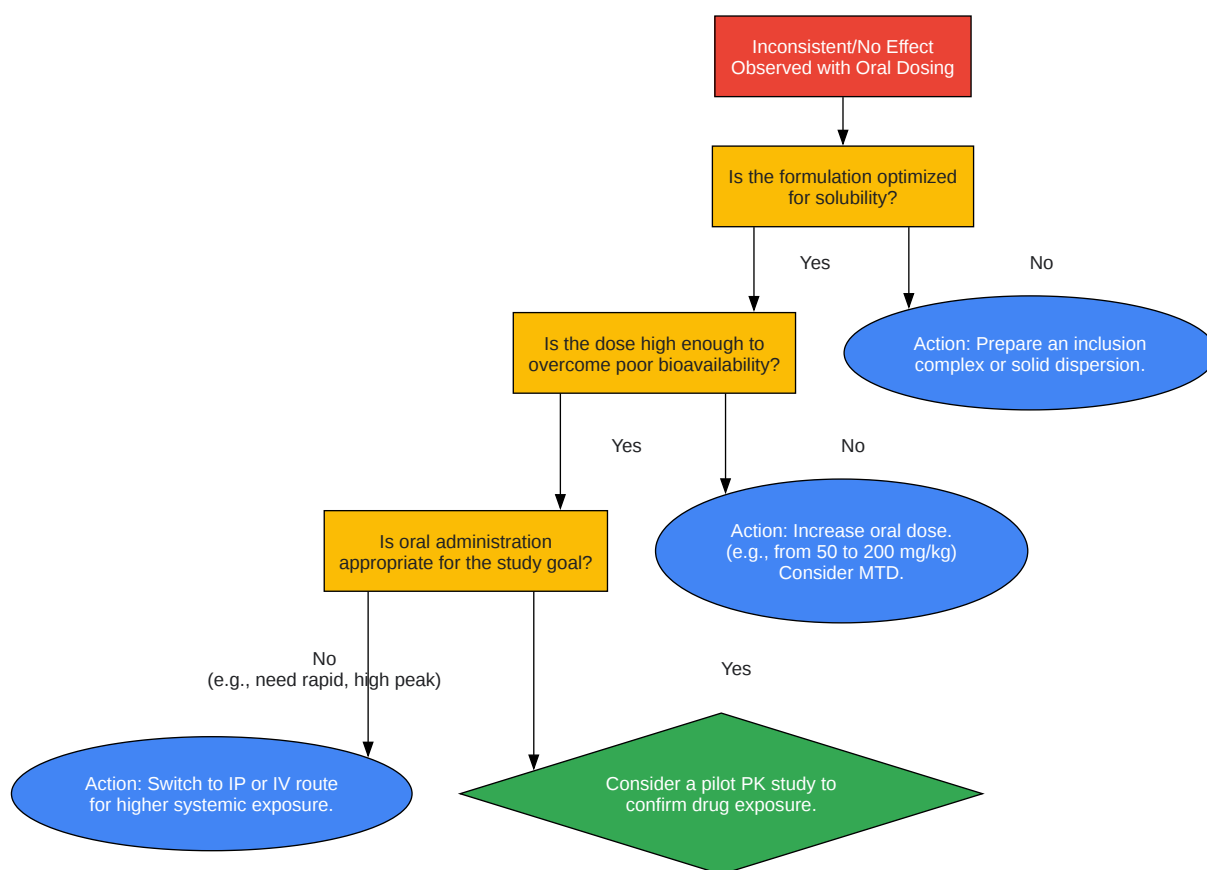 Inconsistent/No Effect
Observed with Oral Dosing
Is the formulation optimized
for solubility?
Yes
No
Is the dose high enough to
overcome poor bioavailability?
Action: Prepare an inclusion
complex or solid dispersion.
Yes
No
Is oral administration
appropriate for the study goal?
Action: Increase oral dose.
(e.g., from 50 to 200 mg/kg)
Consider MTD.
No
(e.g., need rapid, high peak)
Yes
Action: Switch to IP or IV route
for higher systemic exposure.
Consider a pilot PK study to
confirm drug exposure.